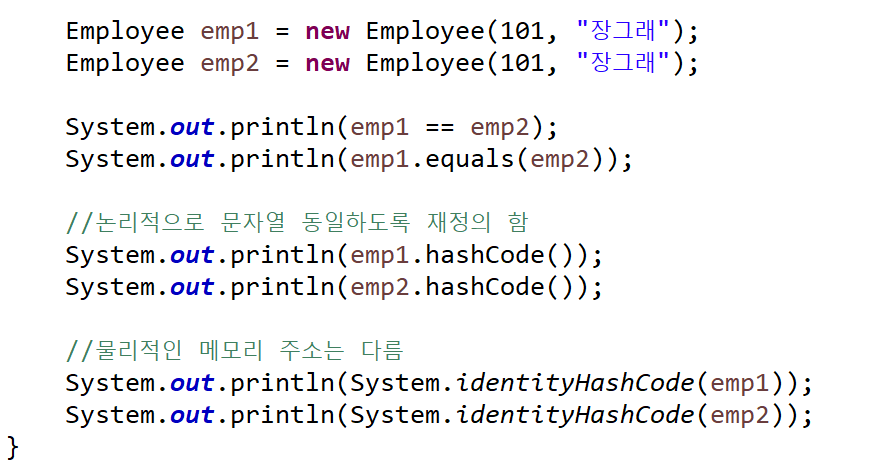 Employee emp1 = new Employee(101, "장그래");
Employee emp2 = new Employee(101, "장그래");
System.out.println(emp1 == emp2);
System.out.println(emp1.equals(emp2));
//논리적으로 문자열 동일하도록 재정의 함
System.out.println(emp1.hashCode());
System.out.println(emp2.hashCode());
//물리적인 메모리 주소는 다름
System.out.println(System.identityHashCode(emp1));
System.out.println(System.identityHashCode(emp2));
}